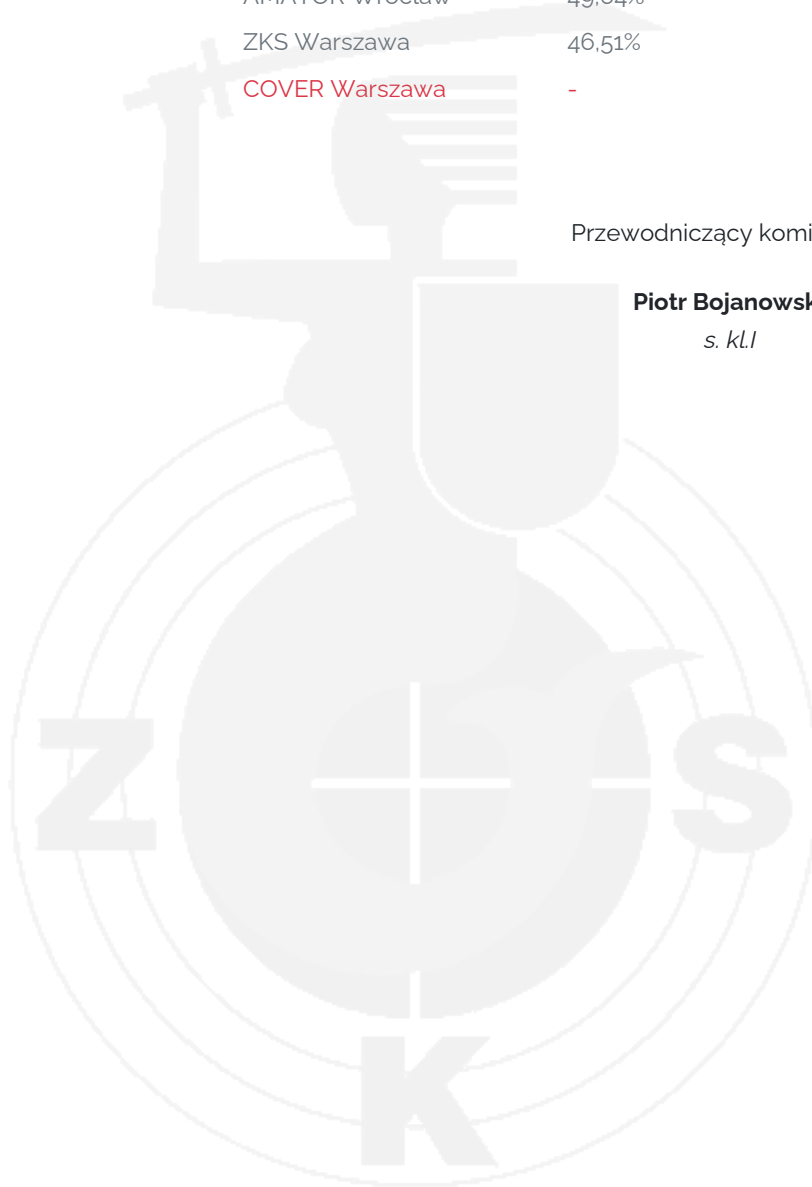 ZKS Warszawa 46,51%
COVER Warszawa -
Przewodniczący komi
Piotr Bojanowsk
s. kl.I
Z S
K